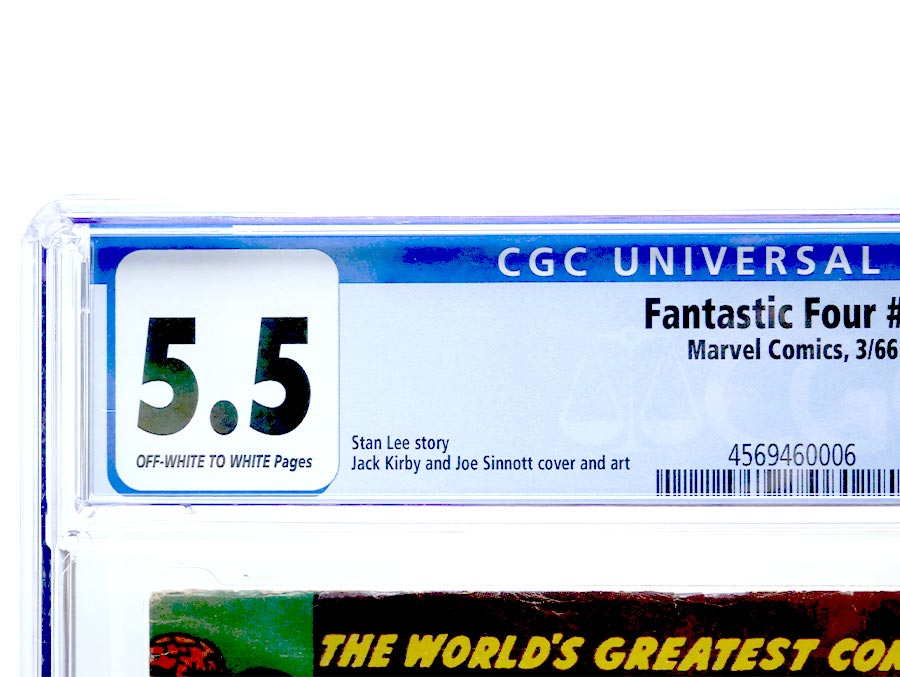 CGC UNIVERSAL
5.5
OFF-WHITE TO WHITE Pages
Fantastic Four #
Marvel Comics, 3/66
Stan Lee story
Jack Kirby and Joe Sinnott cover and art
4569460006
THE WORLD'S GREATEST